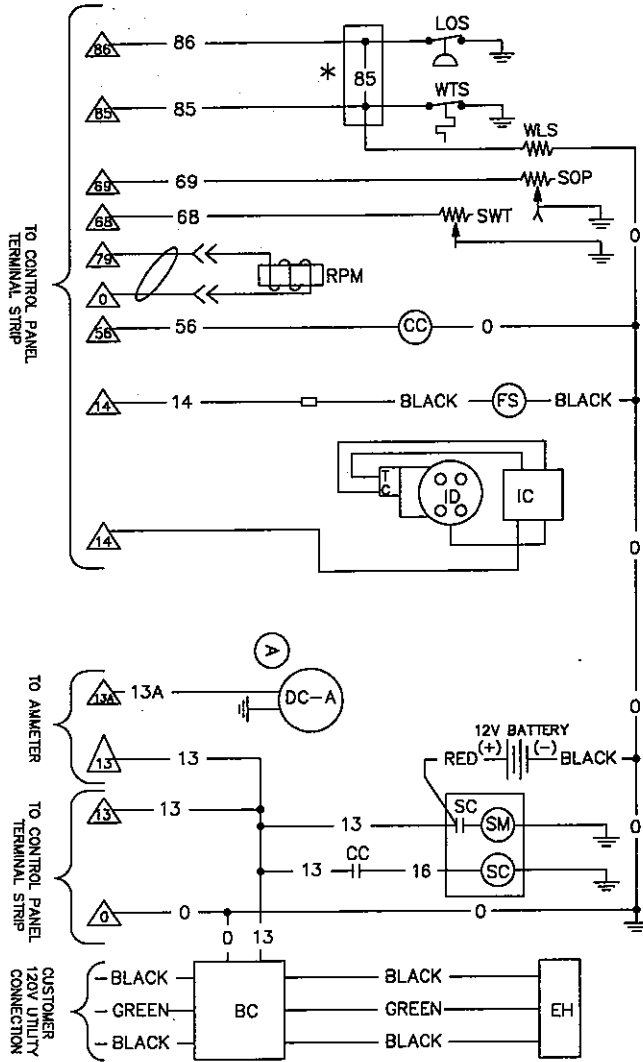 86 86 LOS
* 85
85 85 WTS
WLS
69 69 SOP
68 68 SWT
0
79 RPM
0
56 56 CC 0
TO CONTROL PANEL
TERMINAL STRIP
14 14 BLACK FS BLACK
T
C ID IC
14
0
A
13A 13A DC-A
0
TO AMMETER
12V BATTERY
13 13 RED (+) (-) BLACK
13 13 SC
13 SM 0
13 CC 16 SC
TO CONTROL PANEL
TERMINAL STRIP
0 0 0
0 13
CUSTOMER
120V UTILITY
CONNECTION
BLACK BLACK
GREEN BC GREEN EH
BLACK BLACK